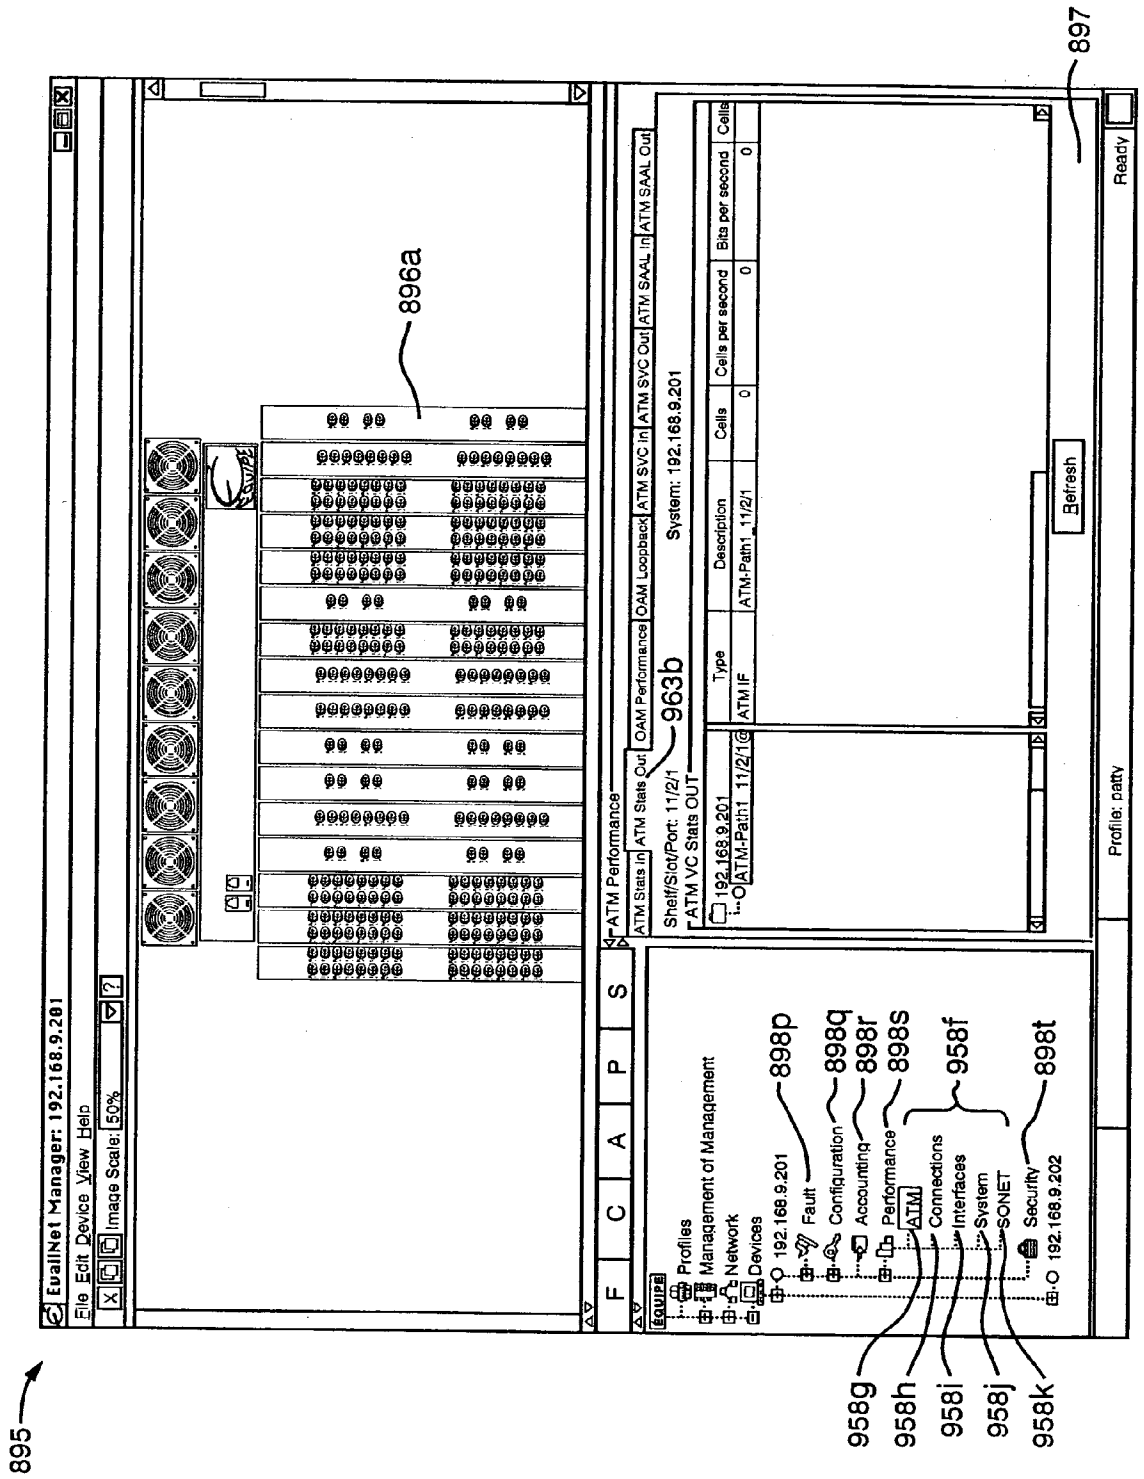 895
EvaliNet Manager: 192.168.9.201
File Edit Device View Help
X Image Scale: 50% ?
896a
F C A P S
EQUIPE
Profiles
Management of Management
Network
Devices
192.168.9.201
Fault
Configuration
Accounting
Performance
ATM
Connections
Interfaces
System
SONET
Security
192.168.9.202
898p
898q
898r
898s
958f
898t
958g
958h
958i
958j
958k
ATM Performance
ATM Stats In ATM Stats Out OAM Performance OAM Loopback ATM SVC In ATM SVC Out ATM SAAL In ATM SAAL Out
963b
Shelf/Slot/Port: 11/2/1 System: 192.168.9.201
ATM VC Stats OUT
192.168.9.201
ATM-Path1_11/2/1@
Type Description Cells Cells per second Bits per second Cells
ATM IF ATM-Path1_11/2/1 0 0 0
Refresh
897
Profile: patty
Ready